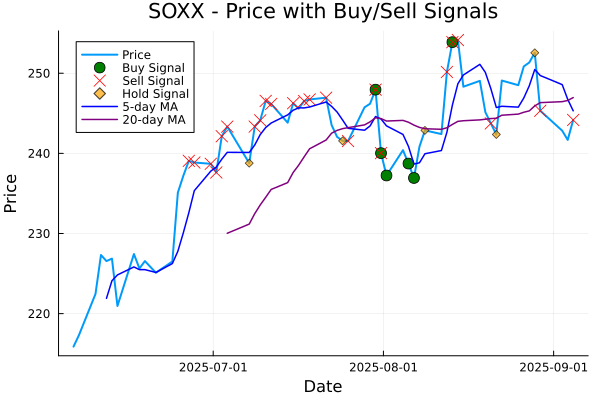 SOXX - Price with Buy/Sell Signals
Price
Buy Signal
Sell Signal
Hold Signal
5-day MA
20-day MA
250
240
230
220
Price
2025-07-01
2025-08-01
2025-09-01
Date